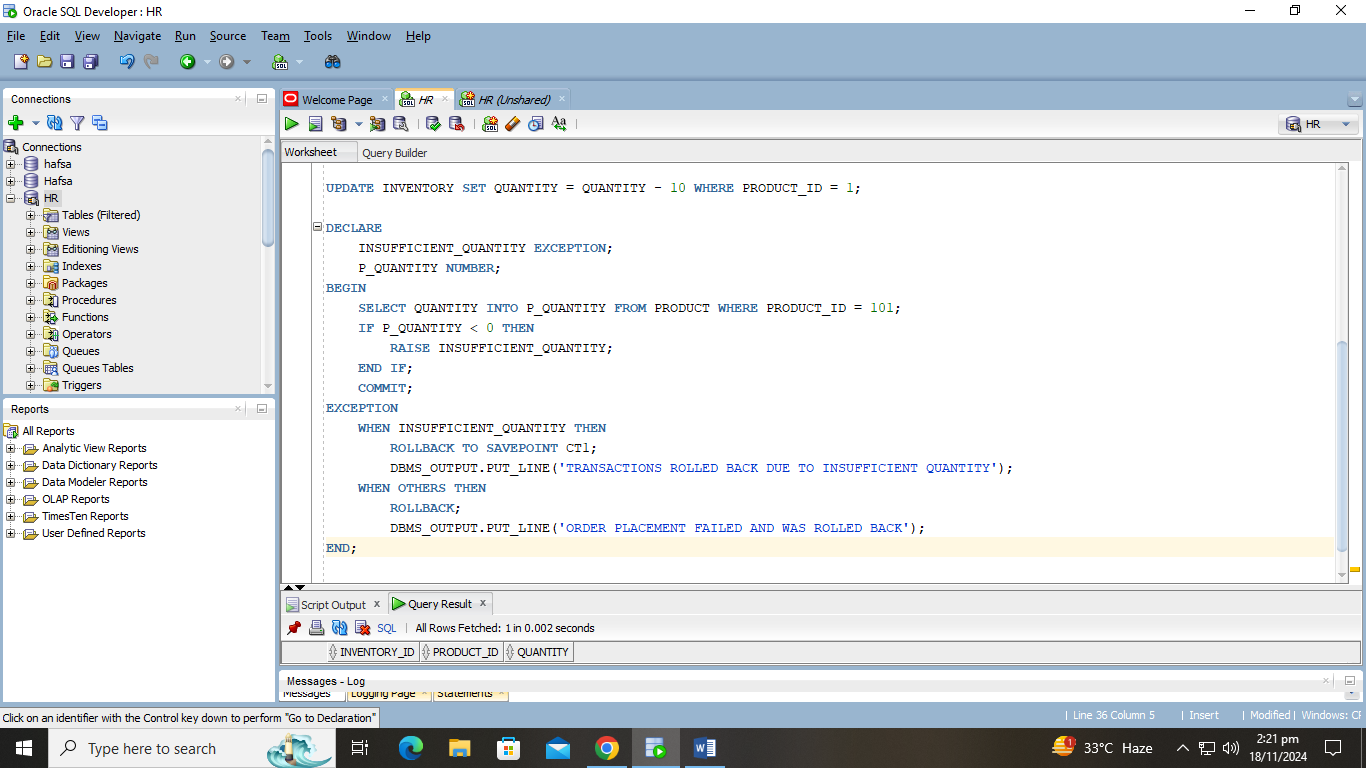 Oracle SQL Developer : HR
File Edit View Navigate Run Source Team Tools Window Help
Connections
Connections
hafsa
Hafsa
HR
Tables (Filtered)
Views
Editioning Views
Indexes
Packages
Procedures
Functions
Operators
Queues
Queues Tables
Triggers
Reports
All Reports
Analytic View Reports
Data Dictionary Reports
Data Modeler Reports
OLAP Reports
TimesTen Reports
User Defined Reports
Welcome Page HR HR (Unshared)
HR
Worksheet Query Builder
UPDATE INVENTORY SET QUANTITY = QUANTITY - 10 WHERE PRODUCT_ID = 1;
DECLARE
INSUFFICIENT_QUANTITY EXCEPTION;
P_QUANTITY NUMBER;
BEGIN
SELECT QUANTITY INTO P_QUANTITY FROM PRODUCT WHERE PRODUCT_ID = 101;
IF P_QUANTITY < 0 THEN
RAISE INSUFFICIENT_QUANTITY;
END IF;
COMMIT;
EXCEPTION
WHEN INSUFFICIENT_QUANTITY THEN
ROLLBACK TO SAVEPOINT CT1;
DBMS_OUTPUT.PUT_LINE('TRANSACTIONS ROLLED BACK DUE TO INSUFFICIENT QUANTITY');
WHEN OTHERS THEN
ROLLBACK;
DBMS_OUTPUT.PUT_LINE('ORDER PLACEMENT FAILED AND WAS ROLLED BACK');
END;
Script Output Query Result
SQL All Rows Fetched: 1 in 0.002 seconds
INVENTORY_ID PRODUCT_ID QUANTITY
Messages - Log
Messages Logging Page Statements
Click on an identifier with the Control key down to perform "Go to Declaration"
Line 36 Column 5 Insert Modified Windows: CF
Type here to search
1 33°C Haze
2:21 pm
18/11/2024